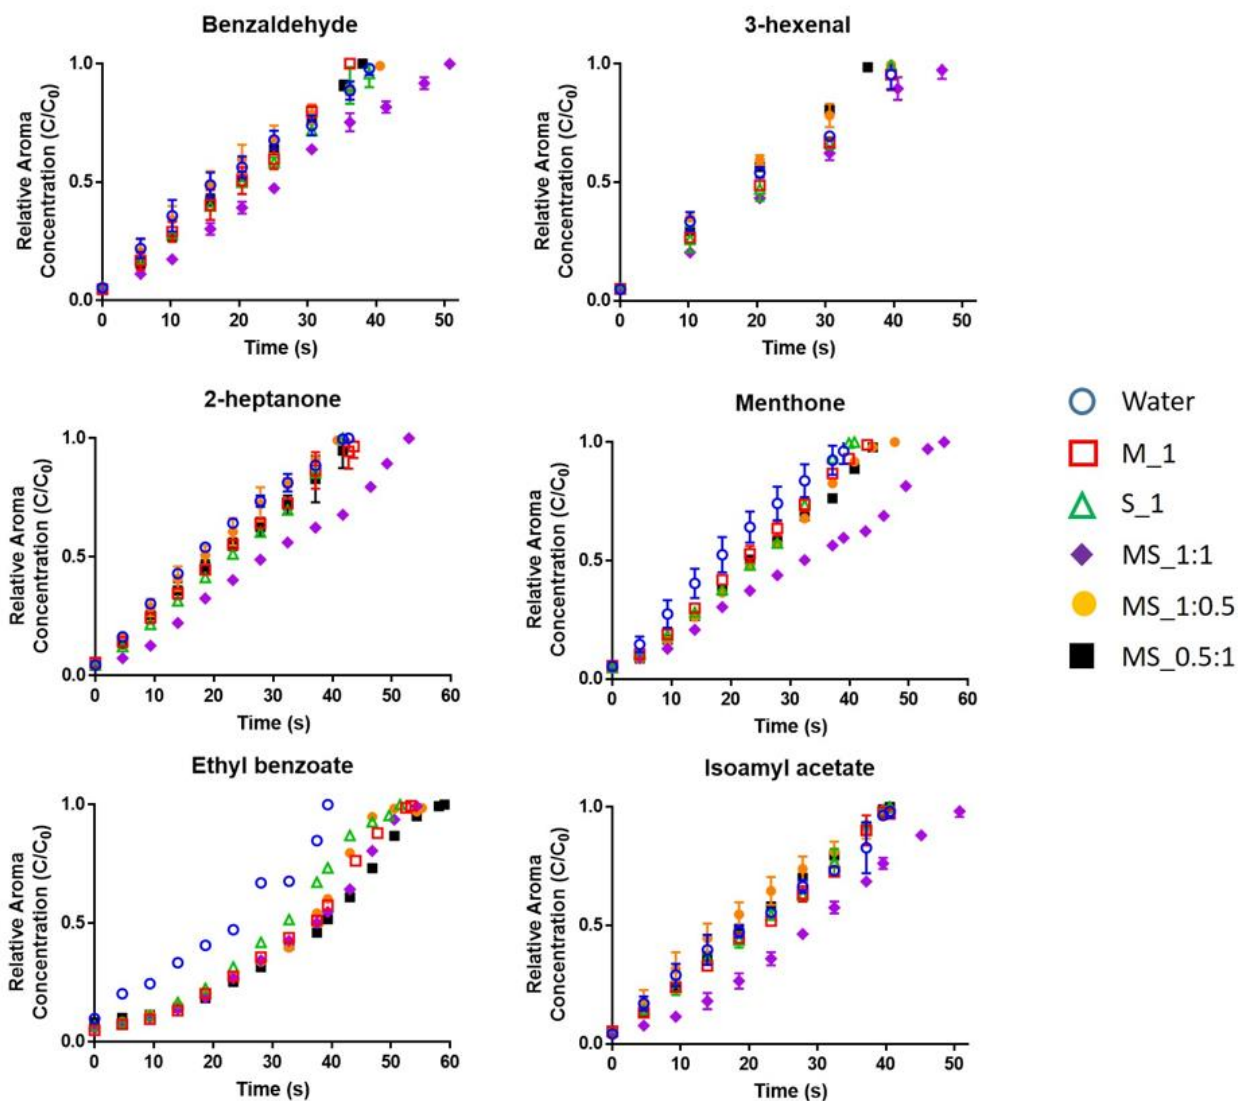 Benzaldehyde
Relative Aroma
Concentration (C/C₀)
1.0
0.5
0.0
0 10 20 30 40 50
Time (s)
3-hexenal
Relative Aroma
Concentration (C/C₀)
1.0
0.5
0.0
0 10 20 30 40 50
Time (s)
2-heptanone
Relative Aroma
Concentration (C/C₀)
1.0
0.5
0.0
0 10 20 30 40 50 60
Time (s)
Menthone
Relative Aroma
Concentration (C/C₀)
1.0
0.5
0.0
0 10 20 30 40 50 60
Time (s)
Water
M_1
S_1
MS_1:1
MS_1:0.5
MS_0.5:1
Ethyl benzoate
Relative Aroma
Concentration (C/C₀)
1.0
0.5
0.0
0 10 20 30 40 50 60
Time (s)
Isoamyl acetate
Relative Aroma
Concentration (C/C₀)
1.0
0.5
0.0
0 10 20 30 40 50
Time (s)